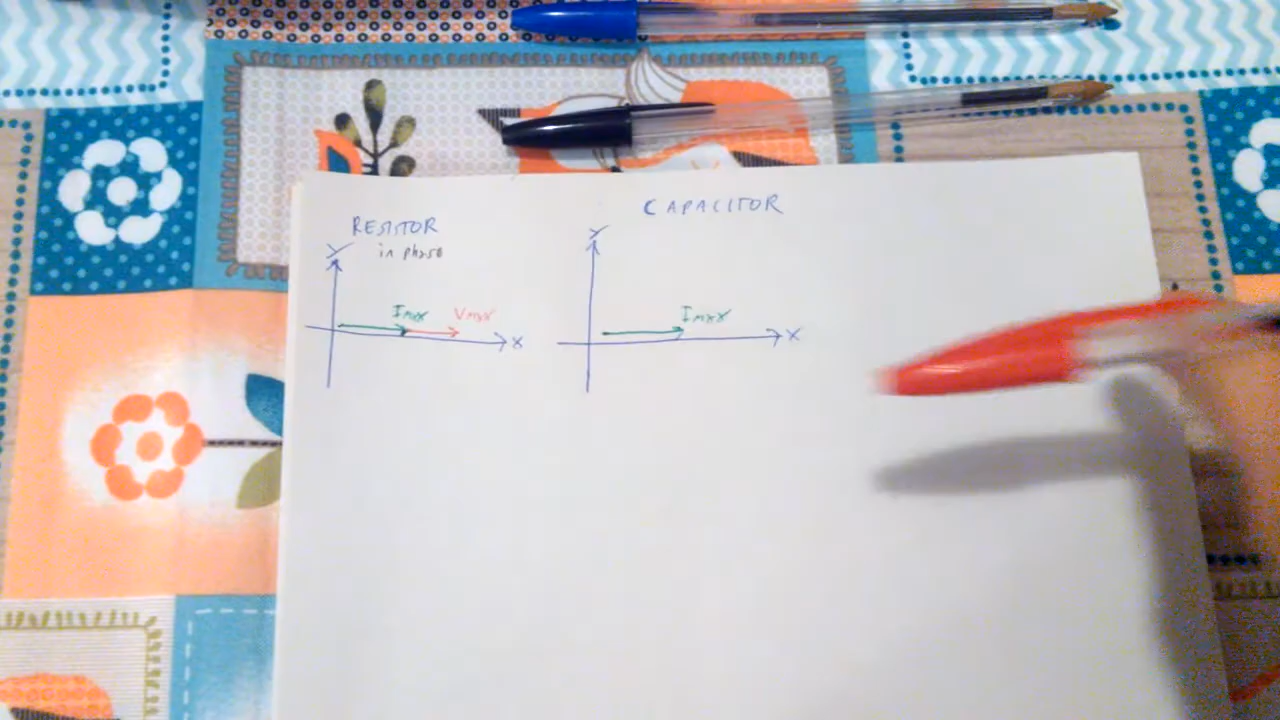 RESISTOR
in phase
Y
Imax
Vmax
X
CAPACITOR
Y
Imax
X